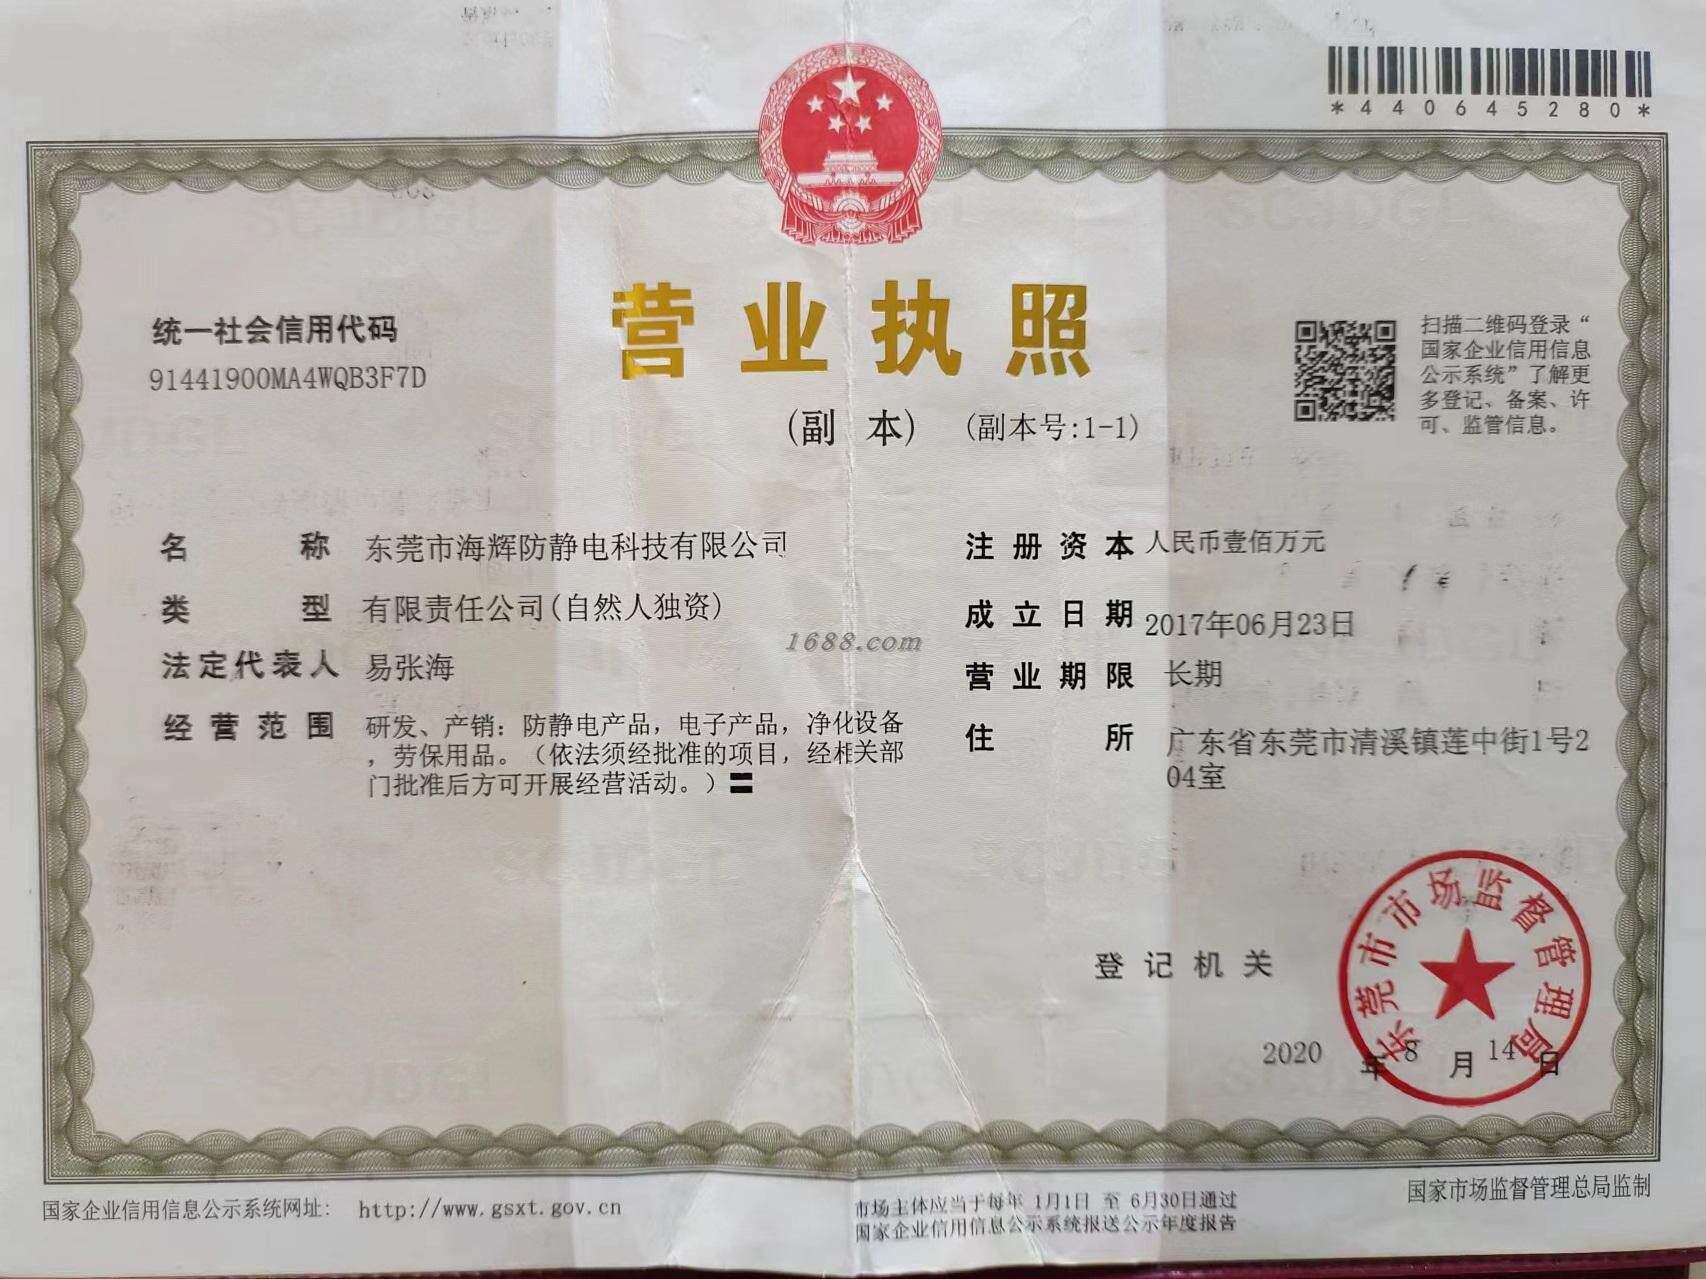 *440645280*
营业执照
(副 本) (副本号:1-1)
统一社会信用代码
91441900MA4WQB3F7D
扫描二维码登录“
国家企业信用信息
公示系统”了解更
多登记、备案、许
可、监管信息。
名 称 东莞市海辉防静电科技有限公司
类 型 有限责任公司(自然人独资)
法定代表人 易张海
经营范围 研发、产销：防静电产品，电子产品，净化设备
，劳保用品。（依法须经批准的项目，经相关部
门批准后方可开展经营活动。）〓
1688.com
注册资本 人民币壹佰万元
成立日期 2017年06月23日
营业期限 长期
住 所 广东省东莞市清溪镇莲中街1号2
04室
登记机关
东莞市市场监督管理局
2020 年 8 月 14 日
国家企业信用信息公示系统网址: http://www.gsxt.gov.cn
市场主体应当于每年 1月1日 至 6月30日通过
国家企业信用信息公示系统报送公示年度报告
国家市场监督管理总局监制